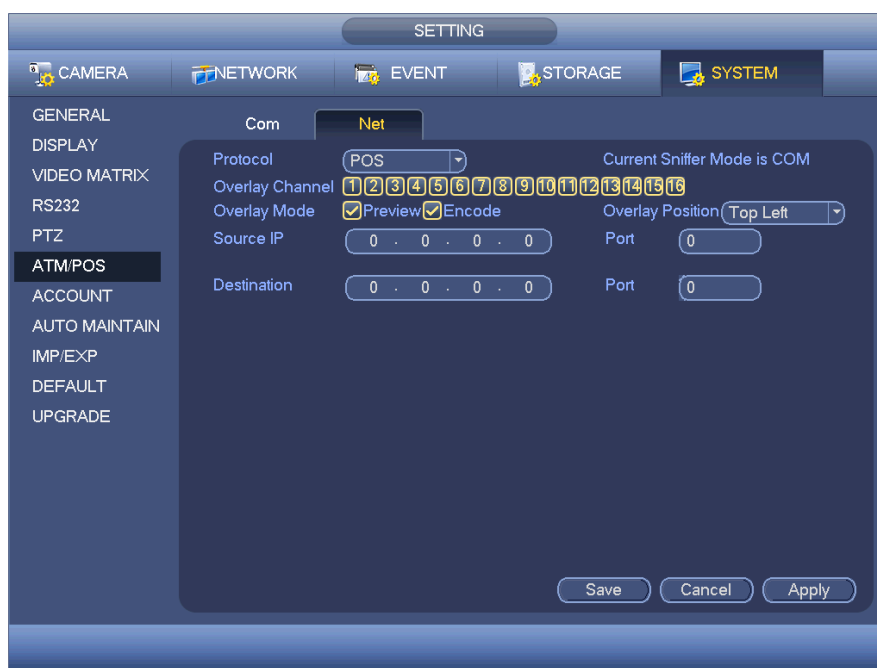 SETTING
CAMERA NETWORK EVENT STORAGE SYSTEM
GENERAL
DISPLAY
VIDEO MATRIX
RS232
PTZ
ATM/POS
ACCOUNT
AUTO MAINTAIN
IMP/EXP
DEFAULT
UPGRADE
Com Net
Protocol POS Current Sniffer Mode is COM
Overlay Channel 1 2 3 4 5 6 7 8 9 10 11 12 13 14 15 16
Overlay Mode Preview Encode Overlay Position Top Left
Source IP 0 . 0 . 0 . 0 Port 0
Destination 0 . 0 . 0 . 0 Port 0
Save Cancel Apply